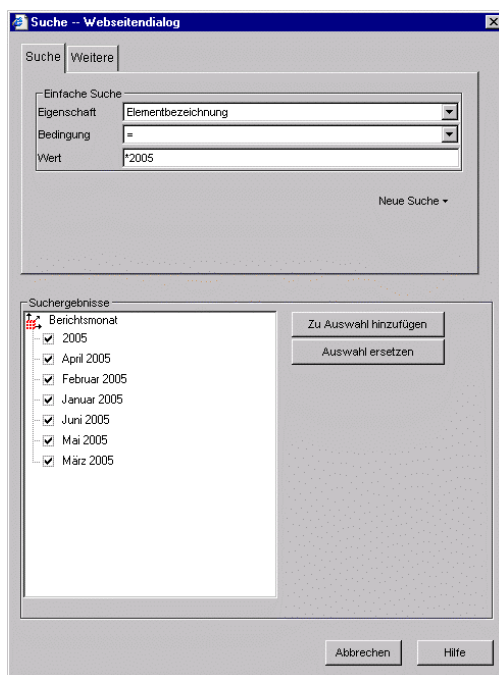 Suche -- Webseitendialog
Suche Weitere
Einfache Suche
Eigenschaft Elementbezeichnung
Bedingung =
Wert *2005
Neue Suche
Suchergebnisse
Berichtsmonat
Zu Auswahl hinzufügen
2005
Auswahl ersetzen
April 2005
Februar 2005
Januar 2005
Juni 2005
Mai 2005
März 2005
Abbrechen Hilfe